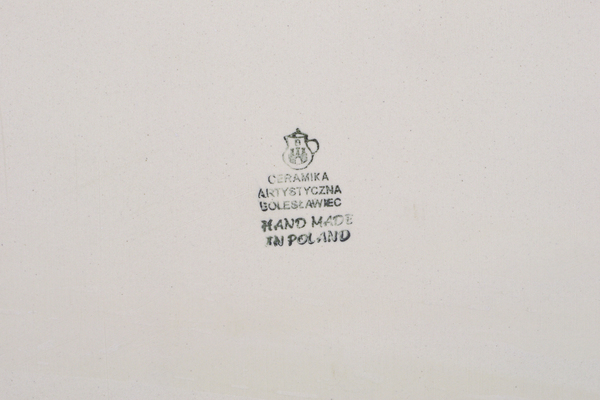 CERAMIKA
ARTYSTYCZNA
BOLESŁAWIEC
HAND MADE
IN POLAND